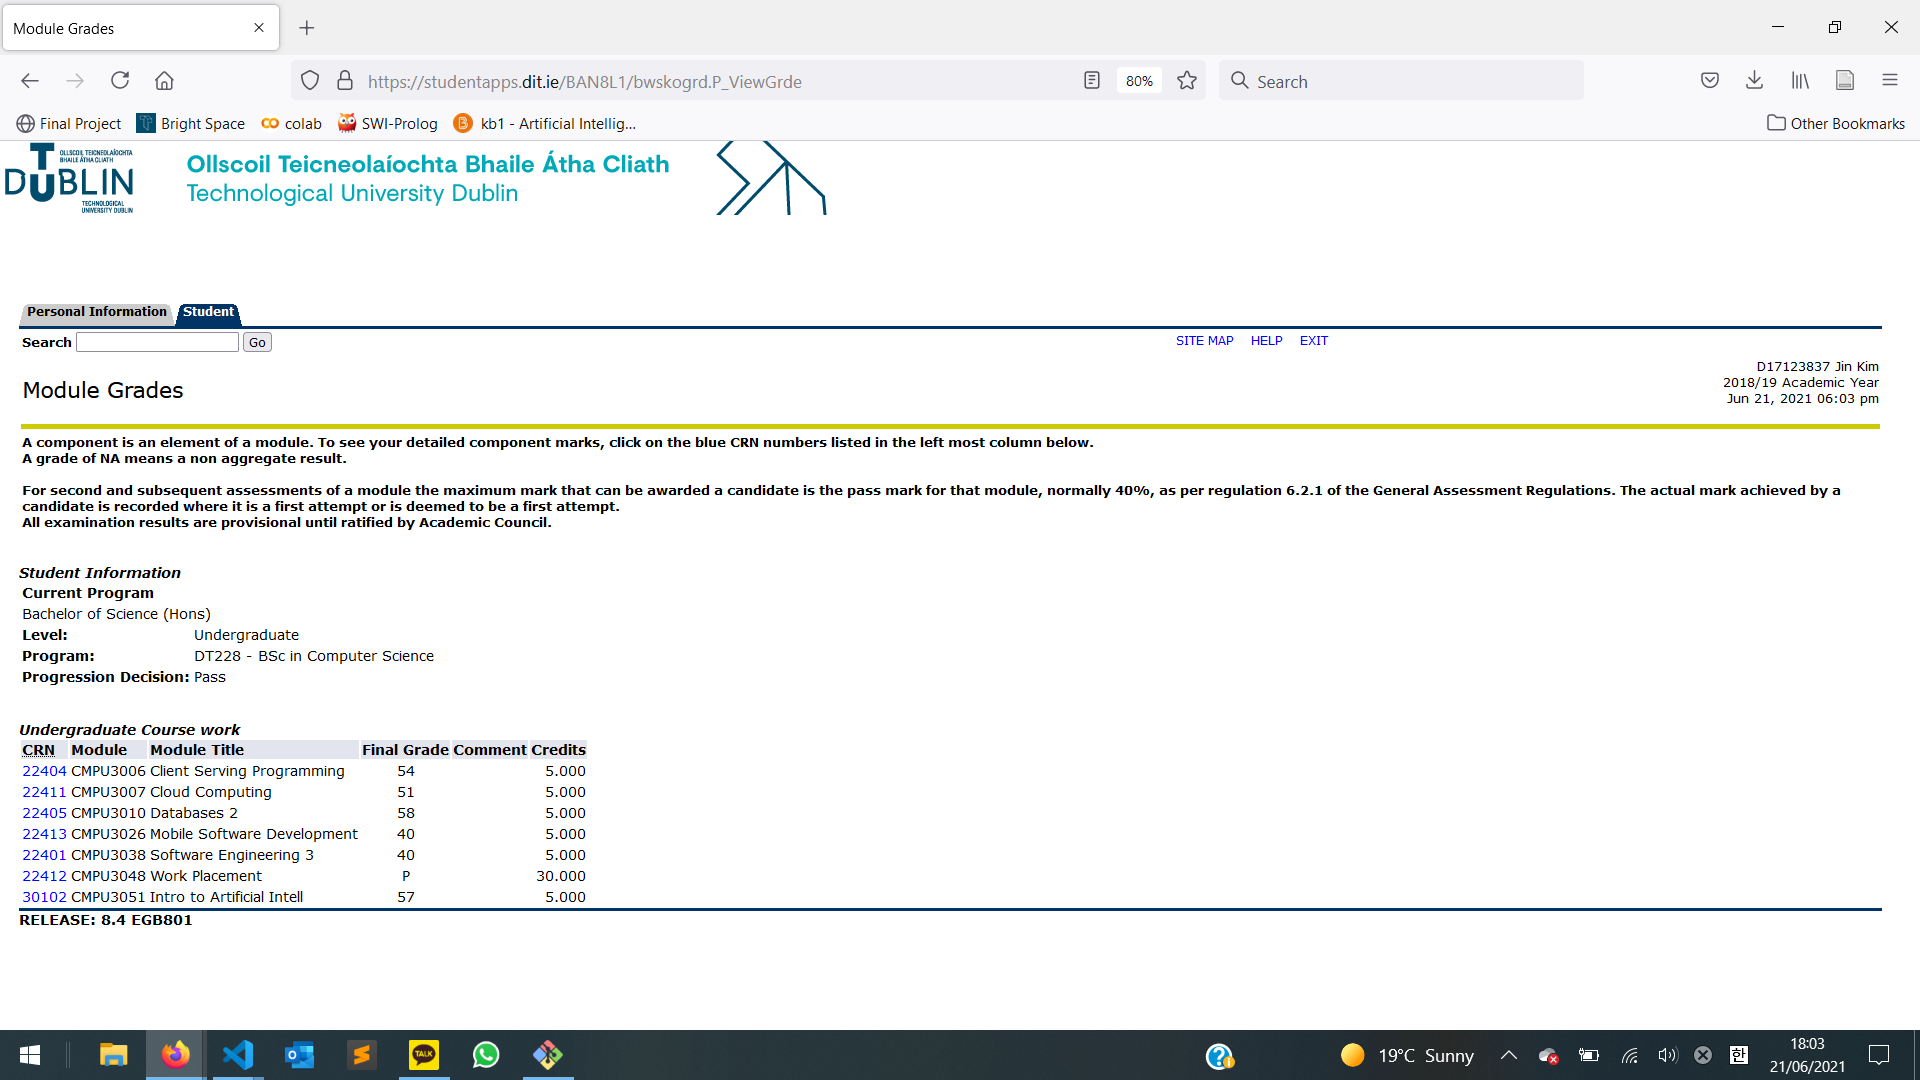 Module Grades
https://studentapps.dit.ie/BAN8L1/bwskogrd.P_ViewGrde
80%
Search
Final Project
Bright Space
colab
SWI-Prolog
kb1 - Artificial Intellig...
Other Bookmarks
OLLSCOIL TEICNEOLAÍOCHTA
BHAILE ÁTHA CLIATH
TU DUBLIN
TECHNOLOGICAL
UNIVERSITY DUBLIN
Ollscoil Teicneolaíochta Bhaile Átha Cliath
Technological University Dublin
Personal Information Student
Search Go
SITE MAP HELP EXIT
D17123837 Jin Kim
2018/19 Academic Year
Jun 21, 2021 06:03 pm
Module Grades
A component is an element of a module. To see your detailed component marks, click on the blue CRN numbers listed in the left most column below.
A grade of NA means a non aggregate result.
For second and subsequent assessments of a module the maximum mark that can be awarded a candidate is the pass mark for that module, normally 40%, as per regulation 6.2.1 of the General Assessment Regulations. The actual mark achieved by a
candidate is recorded where it is a first attempt or is deemed to be a first attempt.
All examination results are provisional until ratified by Academic Council.
Student Information
Current Program
Bachelor of Science (Hons)
Level: Undergraduate
Program: DT228 - BSc in Computer Science
Progression Decision: Pass
Undergraduate Course work
CRN Module Module Title Final Grade Comment Credits
22404 CMPU3006 Client Serving Programming 54 5.000
22411 CMPU3007 Cloud Computing 51 5.000
22405 CMPU3010 Databases 2 58 5.000
22413 CMPU3026 Mobile Software Development 40 5.000
22401 CMPU3038 Software Engineering 3 40 5.000
22412 CMPU3048 Work Placement P 30.000
30102 CMPU3051 Intro to Artificial Intell 57 5.000
RELEASE: 8.4 EGB801
TALK
19°C Sunny
한
18:03
21/06/2021